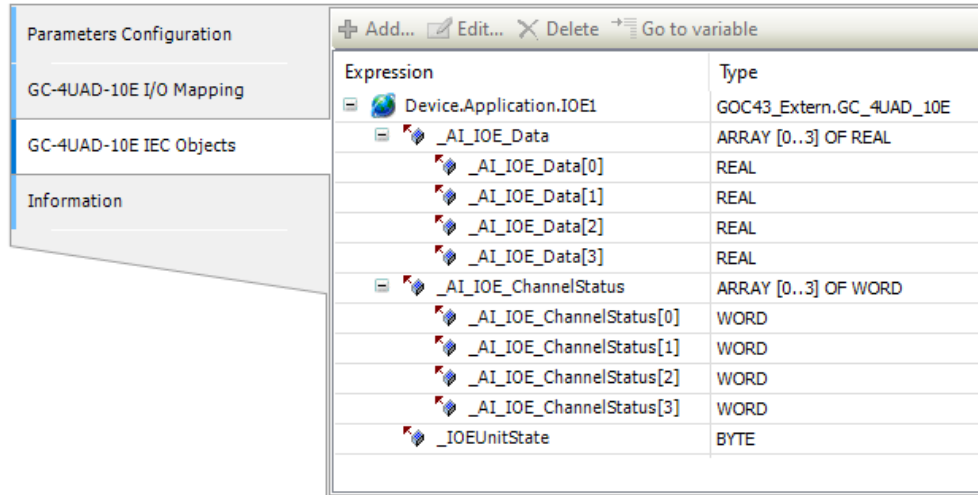 Parameters Configuration
GC-4UAD-10E I/O Mapping
GC-4UAD-10E IEC Objects
Information
Add... Edit... Delete Go to variable
Expression Type
Device.Application.IOE1 GOC43_Extern.GC_4UAD_10E
_AI_IOE_Data ARRAY [0..3] OF REAL
_AI_IOE_Data[0] REAL
_AI_IOE_Data[1] REAL
_AI_IOE_Data[2] REAL
_AI_IOE_Data[3] REAL
_AI_IOE_ChannelStatus ARRAY [0..3] OF WORD
_AI_IOE_ChannelStatus[0] WORD
_AI_IOE_ChannelStatus[1] WORD
_AI_IOE_ChannelStatus[2] WORD
_AI_IOE_ChannelStatus[3] WORD
_IOEUnitState BYTE